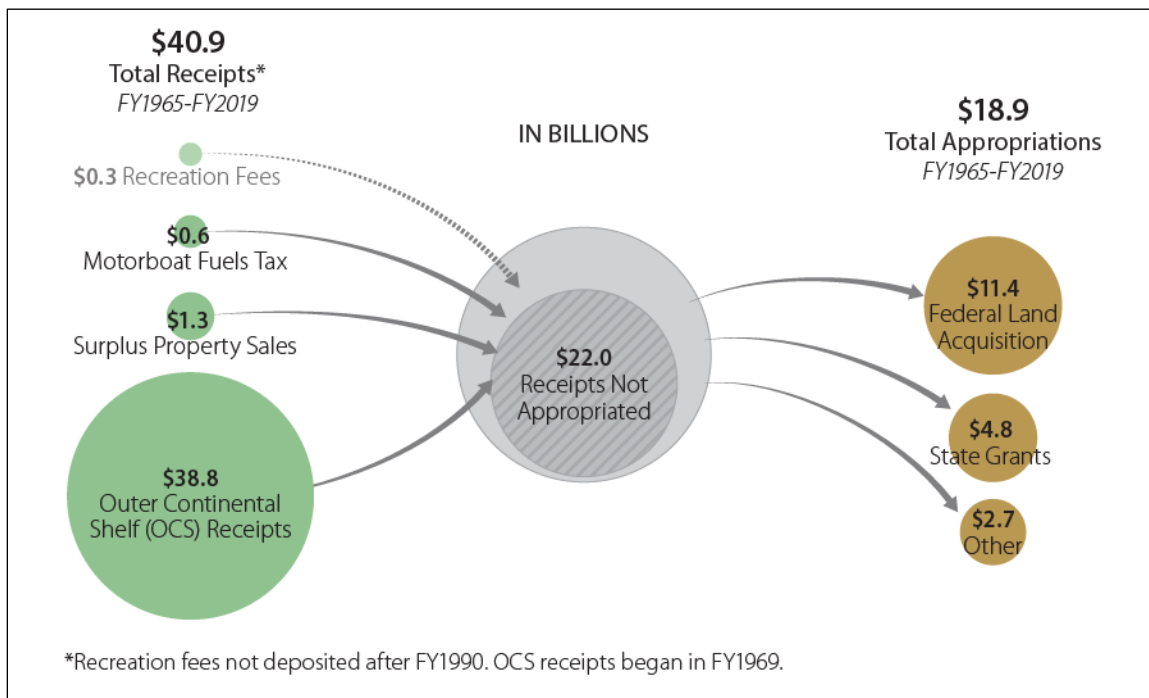 $40.9
Total Receipts*
FY1965-FY2019
$0.3 Recreation Fees
$0.6
Motorboat Fuels Tax
$1.3
Surplus Property Sales
$38.8
Outer Continental
Shelf (OCS) Receipts
IN BILLIONS
$22.0
Receipts Not
Appropriated
$18.9
Total Appropriations
FY1965-FY2019
$11.4
Federal Land
Acquisition
$4.8
State Grants
$2.7
Other
*Recreation fees not deposited after FY1990. OCS receipts began in FY1969.